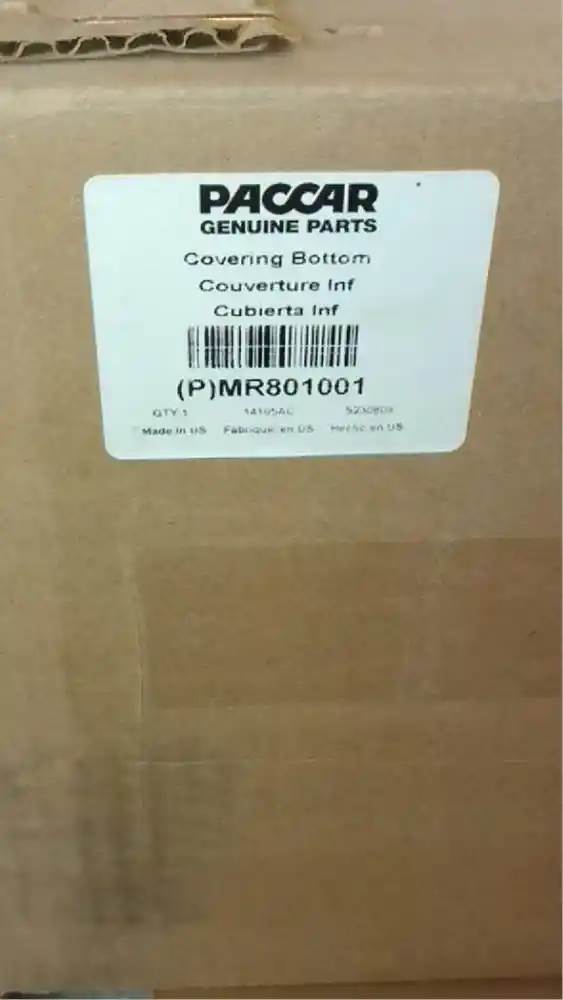 PACCAR
GENUINE PARTS
Covering Bottom
Couverture Inf
Cubierta Inf
(P)MR801001
QTY 1
Made in US Fabriqué en US Hecho en US